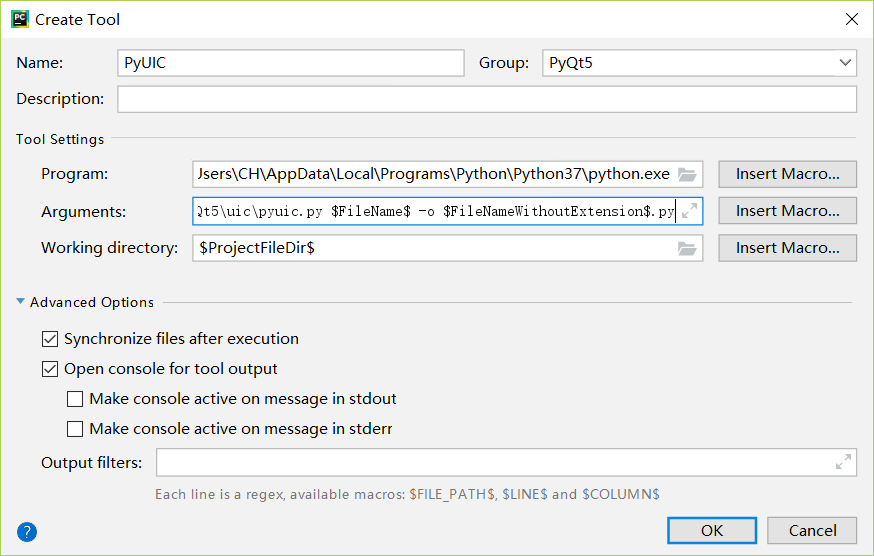 PC
Create Tool
Name: PyUIC Group: PyQt5
Description:
Tool Settings
Program: Jsers\CH\AppData\Local\Programs\Python\Python37\python.exe Insert Macro...
Arguments: Qt5\uic\pyuic.py $FileName$ -o $FileNameWithoutExtension$.py Insert Macro...
Working directory: $ProjectFileDir$ Insert Macro...
Advanced Options
Synchronize files after execution
Open console for tool output
Make console active on message in stdout
Make console active on message in stderr
Output filters:
Each line is a regex, available macros: $FILE_PATH$, $LINE$ and $COLUMN$
? OK Cancel